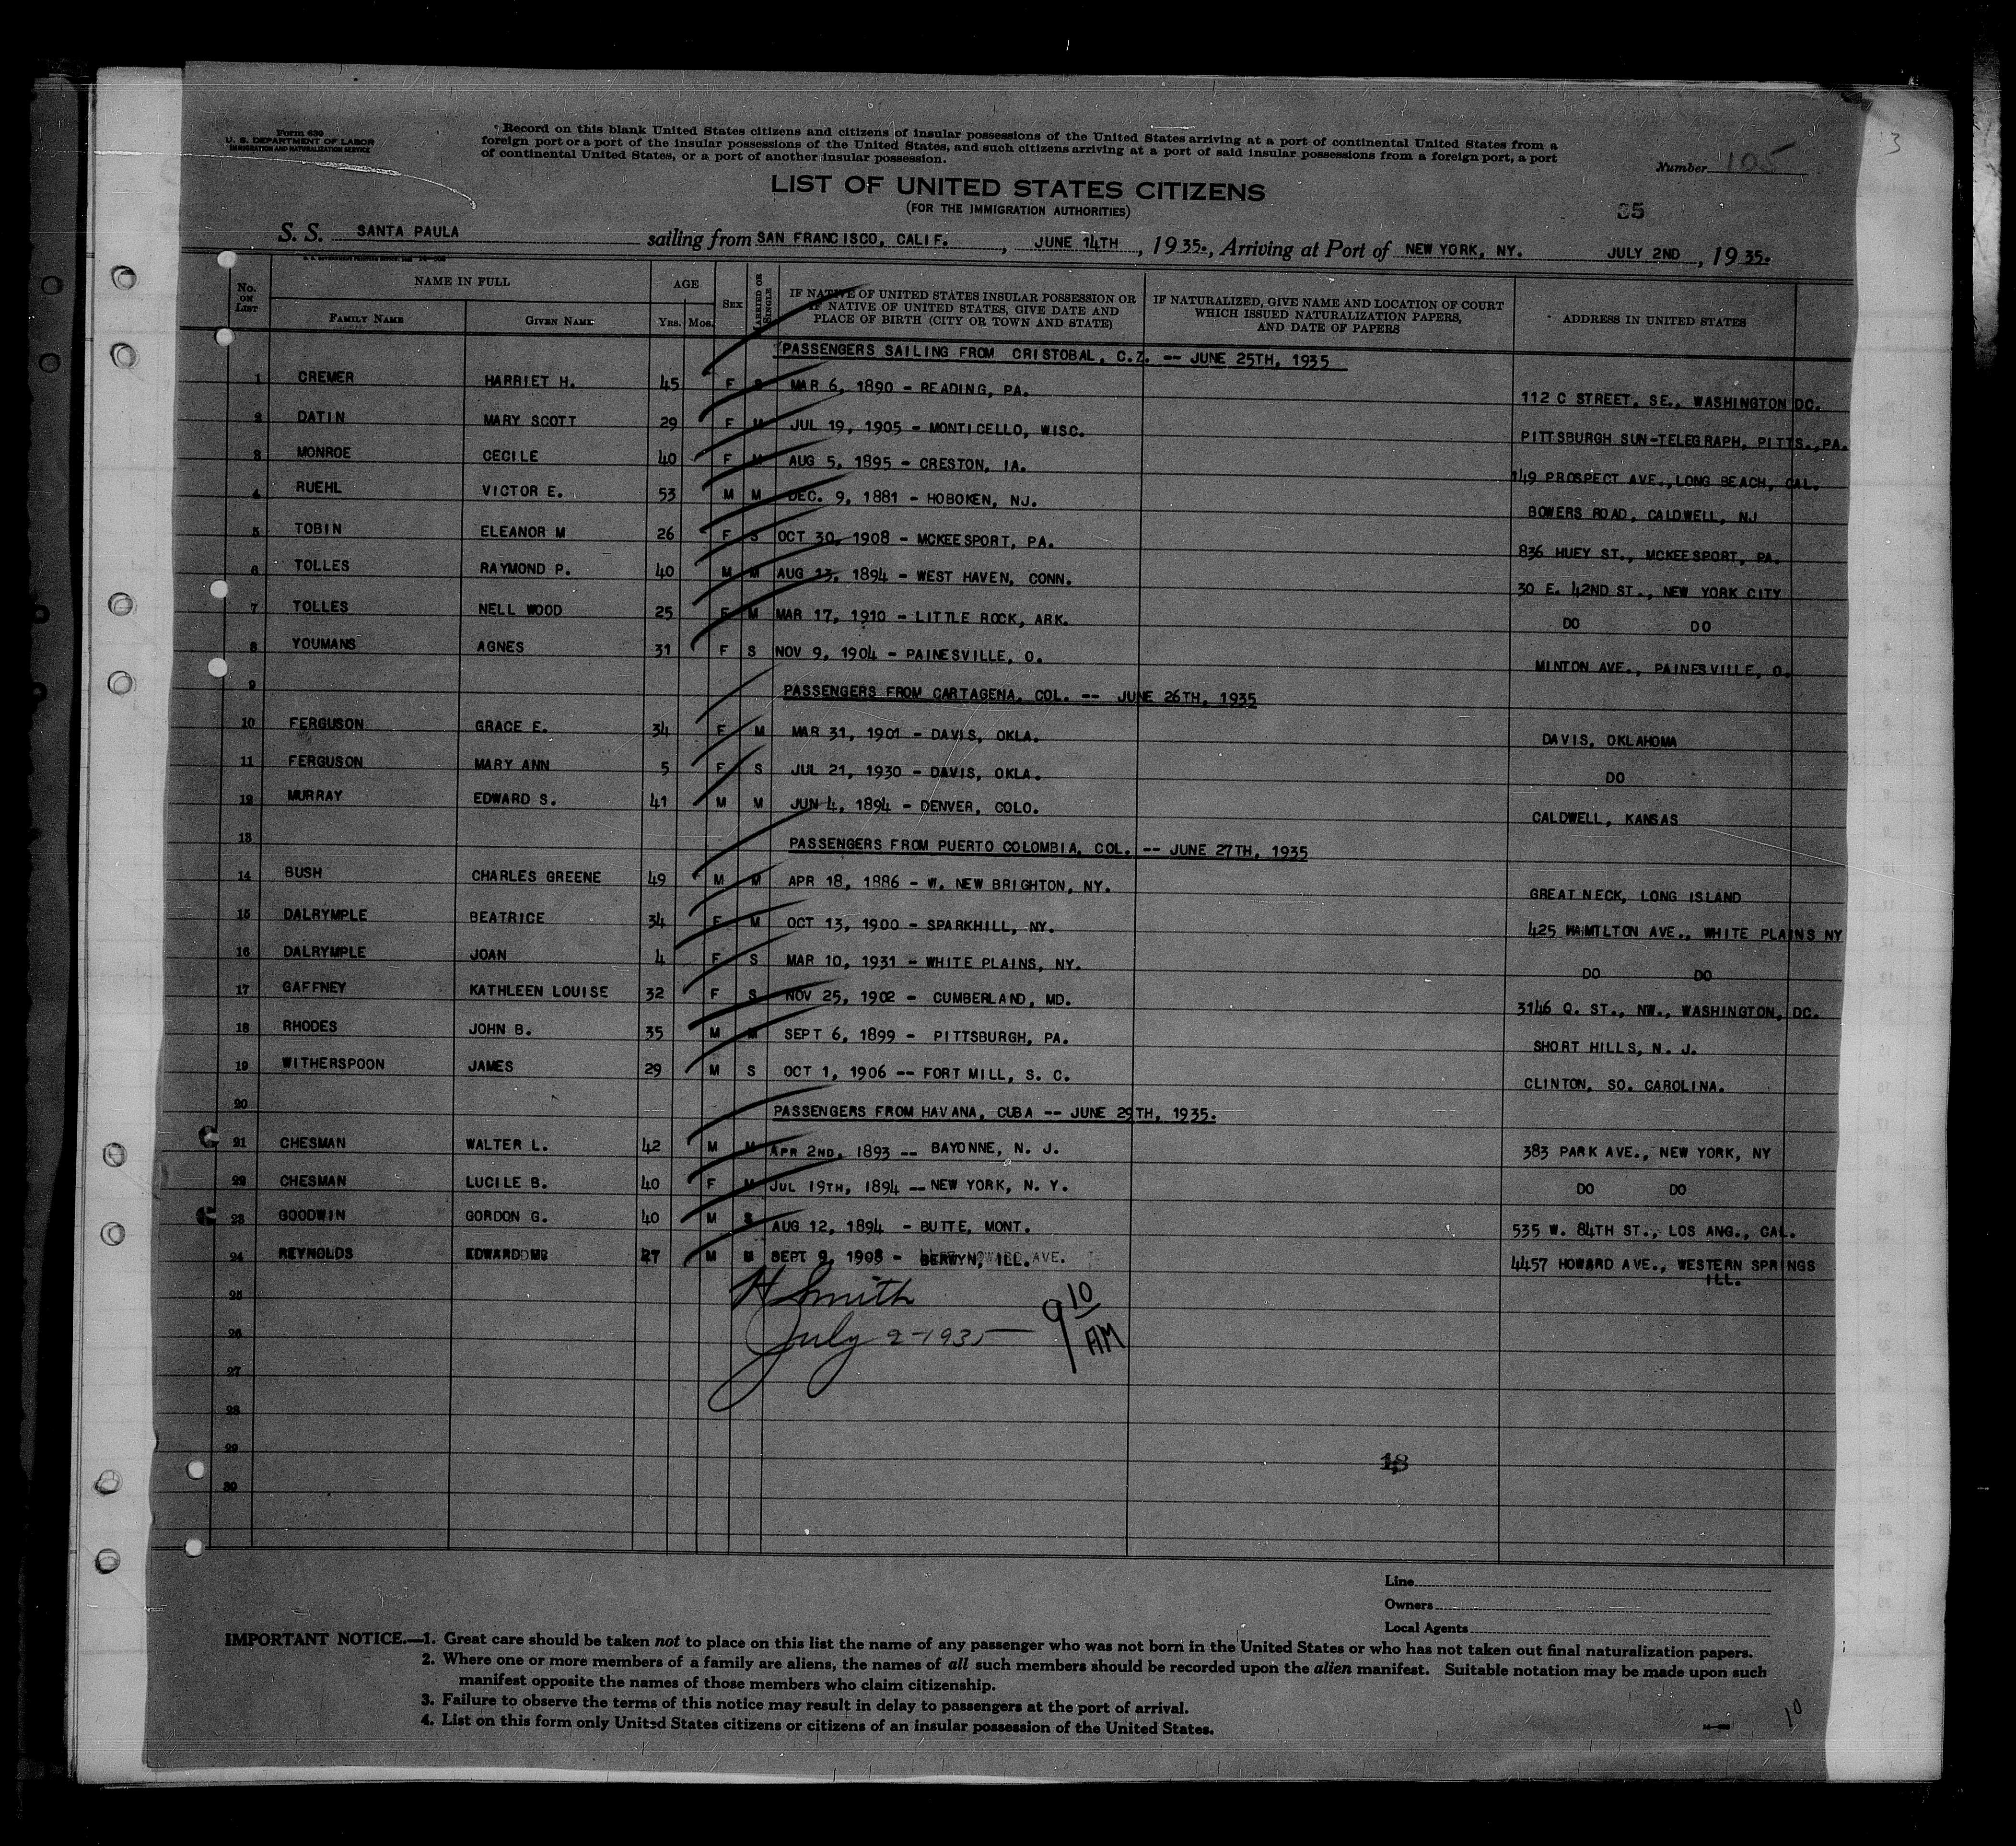 Form 630
U. S. DEPARTMENT OF LABOR
IMMIGRATION AND NATURALIZATION SERVICE
Record on this blank United States citizens and citizens of insular possessions of the United States arriving at a port of continental United States from a
foreign port or a port of the insular possessions of the United States, and such citizens arriving at a port of said insular possessions from a foreign port, a port
of continental United States, or a port of another insular possession.
3
Number 105
LIST OF UNITED STATES CITIZENS
(FOR THE IMMIGRATION AUTHORITIES)
S. S. SANTA PAULA sailing from SAN FRANCISCO, CALIF., JUNE 14TH, 1935., Arriving at Port of NEW YORK, NY. JULY 2ND, 1935.
No. ON LIST
NAME IN FULL
FAMILY NAME
GIVEN NAME
AGE
YRS. MOS.
SEX
MARRIED OR SINGLE
IF NATIVE OF UNITED STATES INSULAR POSSESSION OR
IF NATIVE OF UNITED STATES, GIVE DATE AND
PLACE OF BIRTH (CITY OR TOWN AND STATE)
IF NATURALIZED, GIVE NAME AND LOCATION OF COURT
WHICH ISSUED NATURALIZATION PAPERS,
AND DATE OF PAPERS
ADDRESS IN UNITED STATES
PASSENGERS SAILING FROM CRISTOBAL, C.Z. -- JUNE 25TH, 1935
1 CREMER HARRIET H. 45 F S MAR 6, 1890 - READING, PA. 112 C STREET, SE., WASHINGTON DC.
2 DATIN MARY SCOTT 29 F M JUL 19, 1905 - MONTICELLO, WISC. PITTSBURGH SUN-TELEGRAPH, PITTS.,PA.
3 MONROE CECILE 40 F M AUG 5, 1895 - CRESTON, IA. 149 PROSPECT AVE.,LONG BEACH, CAL.
4 RUEHL VICTOR E. 53 M M DEC. 9, 1881 - HOBOKEN, NJ. BOWERS ROAD, CALDWELL, NJ
5 TOBIN ELEANOR M 26 F S OCT 30, 1908 - MCKEESPORT, PA. 836 HUEY ST., MCKEESPORT, PA.
6 TOLLES RAYMOND P. 40 M M AUG 13, 1894 - WEST HAVEN, CONN. 30 E. 42ND ST., NEW YORK CITY
7 TOLLES NELL WOOD 25 F M MAR 17, 1910 - LITTLE ROCK, ARK. DO DO
8 YOUMANS AGNES 31 F S NOV 9, 1904 - PAINESVILLE, O. MINTON AVE., PAINESVILLE, O.
9 PASSENGERS FROM CARTAGENA, COL. -- JUNE 26TH, 1935
10 FERGUSON GRACE E. 34 F M MAR 31, 1901 - DAVIS, OKLA. DAVIS, OKLAHOMA
11 FERGUSON MARY ANN 5 F S JUL 21, 1930 - DAVIS, OKLA. DO
12 MURRAY EDWARD S. 41 M M JUN 4, 1894 - DENVER, COLO. CALDWELL, KANSAS
13 PASSENGERS FROM PUERTO COLOMBIA, COL. -- JUNE 27TH, 1935
14 BUSH CHARLES GREENE 49 M M APR 18, 1886 - W. NEW BRIGHTON, NY. GREAT NECK, LONG ISLAND
15 DALRYMPLE BEATRICE 34 F M OCT 13, 1900 - SPARKHILL, NY. 425 HAMILTON AVE., WHITE PLAINS NY
16 DALRYMPLE JOAN 4 F S MAR 10, 1931 - WHITE PLAINS, NY. DO DO
17 GAFFNEY KATHLEEN LOUISE 32 F S NOV 25, 1902 - CUMBERLAND, MD. 3146 Q. ST., NW., WASHINGTON, DC.
18 RHODES JOHN B. 35 M M SEPT 6, 1899 - PITTSBURGH, PA. SHORT HILLS, N. J.
19 WITHERSPOON JAMES 29 M S OCT 1, 1906 -- FORT MILL, S. C. CLINTON, SO. CAROLINA.
20 PASSENGERS FROM HAVANA, CUBA -- JUNE 29TH, 1935.
C 21 CHESMAN WALTER L. 42 M M APR 2ND, 1893 -- BAYONNE, N. J. 383 PARK AVE., NEW YORK, NY
22 CHESMAN LUCILE B. 40 F M JUL 19TH, 1894 -- NEW YORK, N. Y. DO DO
C 23 GOODWIN GORDON G. 40 M S AUG 12, 1894 - BUTTE, MONT. 535 W. 84TH ST., LOS ANG., CAL.
24 REYNOLDS EDWARD 27 M M SEPT 9, 1908 - BERWYN, ILL. 4457 HOWARD AVE., WESTERN SPRINGS
ILL.
25
H Smith
July 2-1935 9 10 AM
26
27
28
29
30
Line
Owners
Local Agents
IMPORTANT NOTICE.—1. Great care should be taken not to place on this list the name of any passenger who was not born in the United States or who has not taken out final naturalization papers.
2. Where one or more members of a family are aliens, the names of all such members should be recorded upon the alien manifest. Suitable notation may be made upon such
manifest opposite the names of those members who claim citizenship.
3. Failure to observe the terms of this notice may result in delay to passengers at the port of arrival.
4. List on this form only United States citizens or citizens of an insular possession of the United States.
10